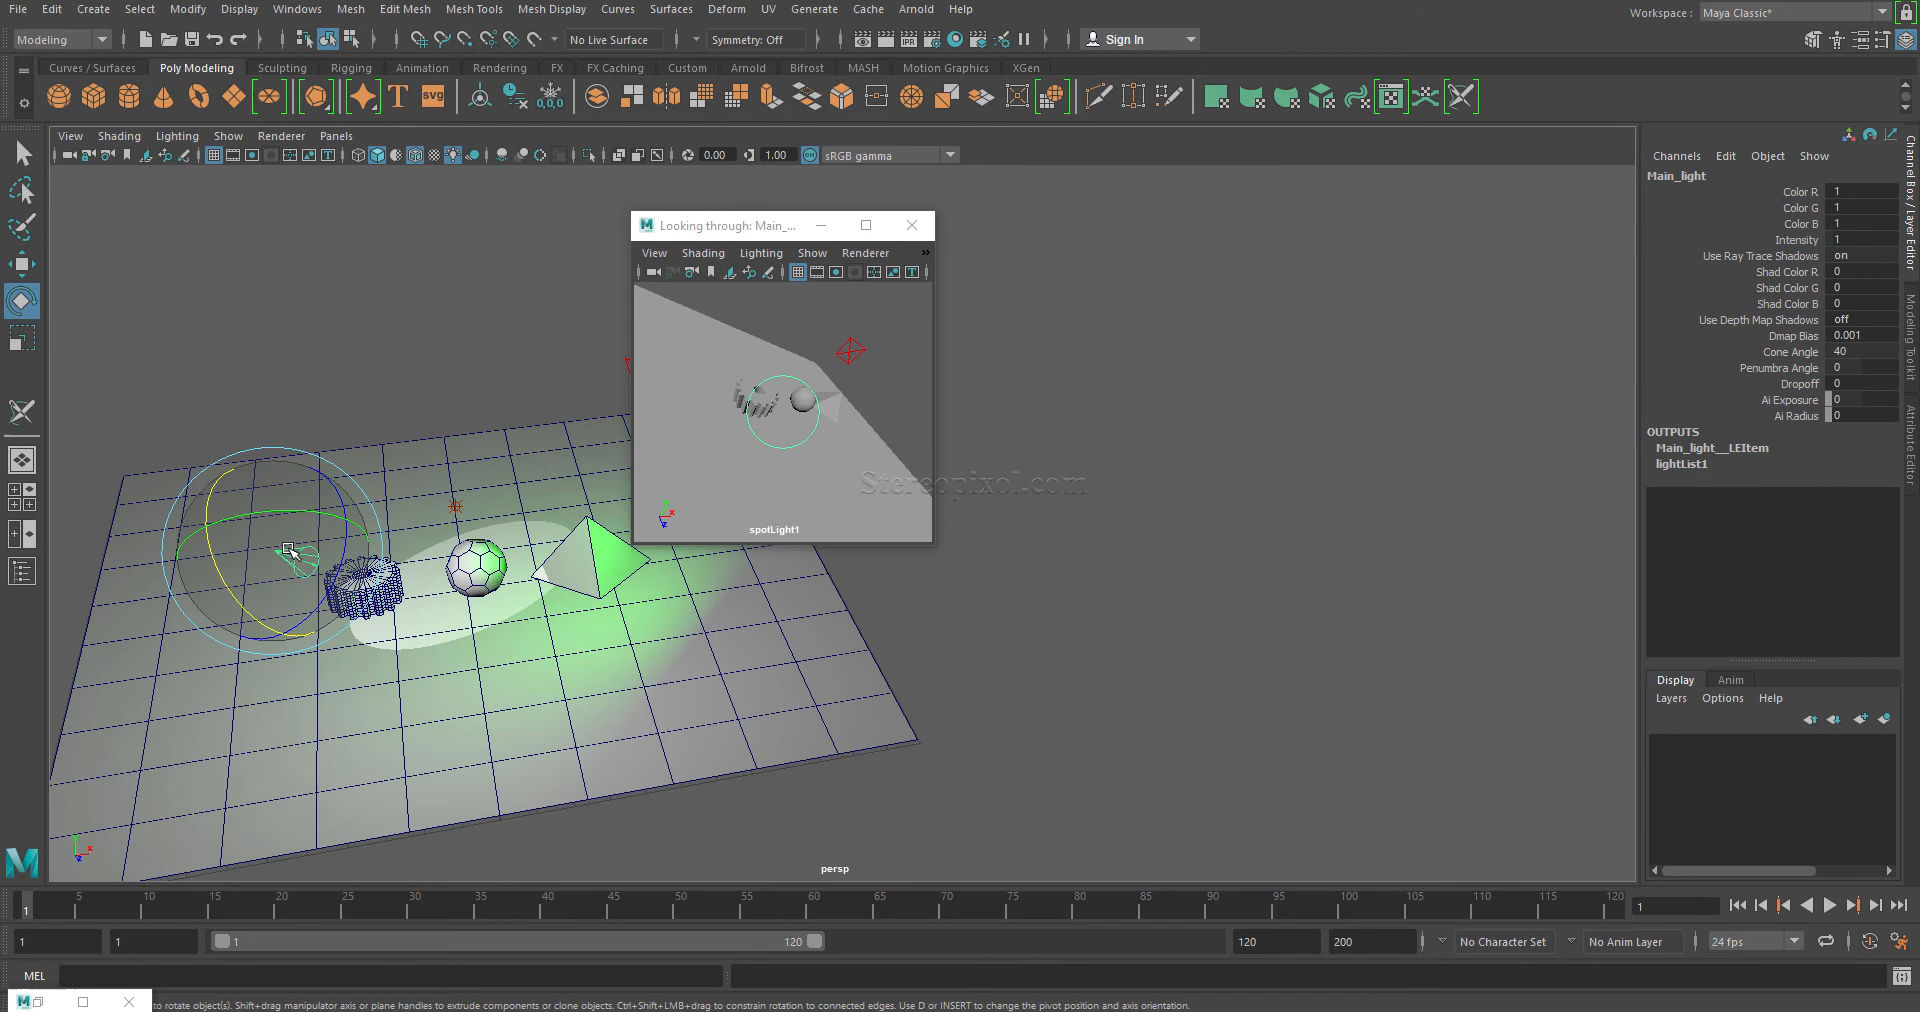 File Edit Create Select Modify Display Windows Mesh Edit Mesh Mesh Tools Mesh Display Curves Surfaces Deform UV Generate Cache Arnold Help
Workspace : Maya Classic*
Modeling No Live Surface Symmetry: Off Sign In
Curves / Surfaces Poly Modeling Sculpting Rigging Animation Rendering FX FX Caching Custom Arnold Bifrost MASH Motion Graphics XGen
T SVG 0,0,0
View Shading Lighting Show Renderer Panels
0.00 1.00 sRGB gamma
Channels Edit Object Show
Main_light
Color R 1
Color G 1
Color B 1
Intensity 1
Use Ray Trace Shadows on
Shad Color R 0
Shad Color G 0
Shad Color B 0
Use Depth Map Shadows off
Dmap Bias 0.001
Cone Angle 40
Penumbra Angle 0
Dropoff 0
Ai Exposure 0
Ai Radius 0
OUTPUTS
Main_light__LEItem
lightList1
Channel Box / Layer Editor
Modeling Toolkit
Attribute Editor
Looking through: Main_...
View Shading Lighting Show Renderer »
Stereopixol.com
spotLight1
persp
Display Anim
Layers Options Help
5 10 15 20 25 30 35 40 45 50 55 60 65 70 75 80 85 90 95 100 105 110 115 120
1 1
1 1 1 120 120 200 No Character Set No Anim Layer 24 fps
MEL
to rotate object(s). Shift+drag manipulator axis or plane handles to extrude components or clone objects. Ctrl+Shift+LMB+drag to constrain rotation to connected edges. Use D or INSERT to change the pivot position and axis orientation.